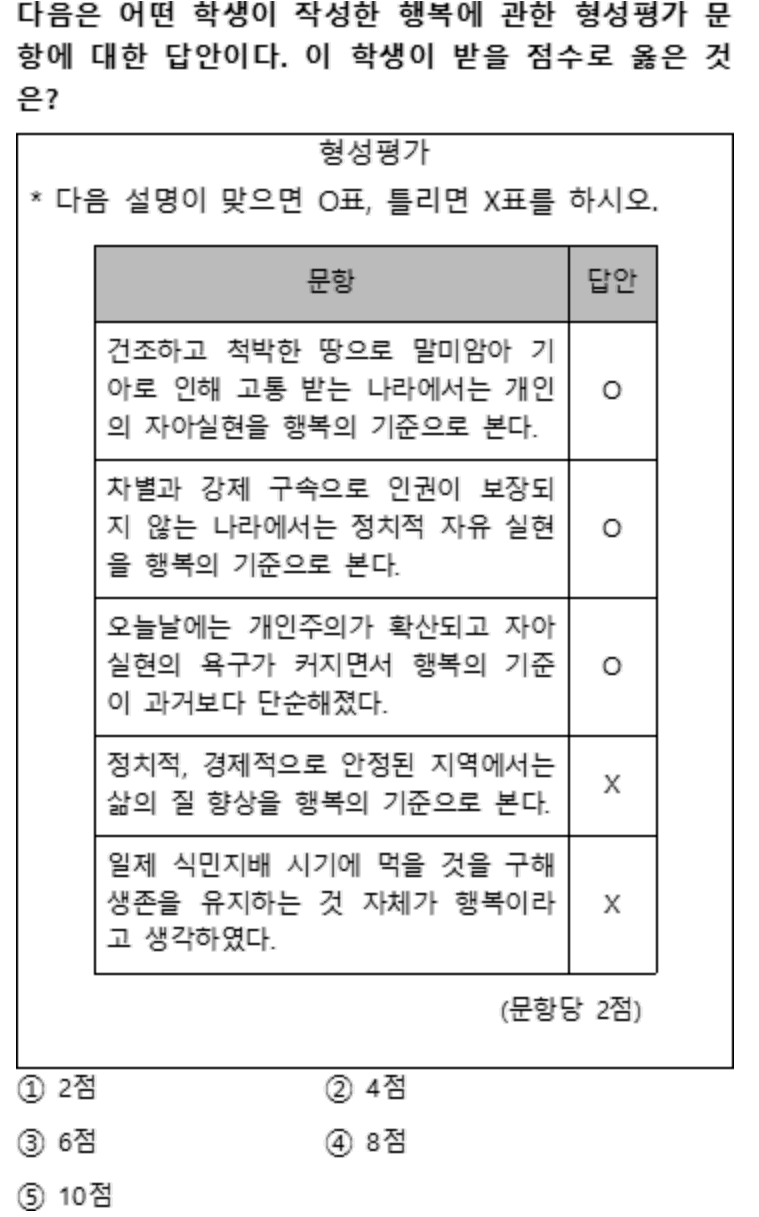 다음은 어떤 학생이 작성한 행복에 관한 형성평가 문
항에 대한 답안이다. 이 학생이 받을 점수로 옳은 것
은?
형성평가
* 다음 설명이 맞으면 O표, 틀리면 X표를 하시오.
문항 답안
건조하고 척박한 땅으로 말미암아 기
아로 인해 고통 받는 나라에서는 개인 O
의 자아실현을 행복의 기준으로 본다.
차별과 강제 구속으로 인권이 보장되
지 않는 나라에서는 정치적 자유 실현 O
을 행복의 기준으로 본다.
오늘날에는 개인주의가 확산되고 자아
실현의 욕구가 커지면서 행복의 기준 O
이 과거보다 단순해졌다.
정치적, 경제적으로 안정된 지역에서는 X
삶의 질 향상을 행복의 기준으로 본다.
일제 식민지배 시기에 먹을 것을 구해
생존을 유지하는 것 자체가 행복이라 X
고 생각하였다.
(문항당 2점)
① 2점 ② 4점
③ 6점 ④ 8점
⑤ 10점